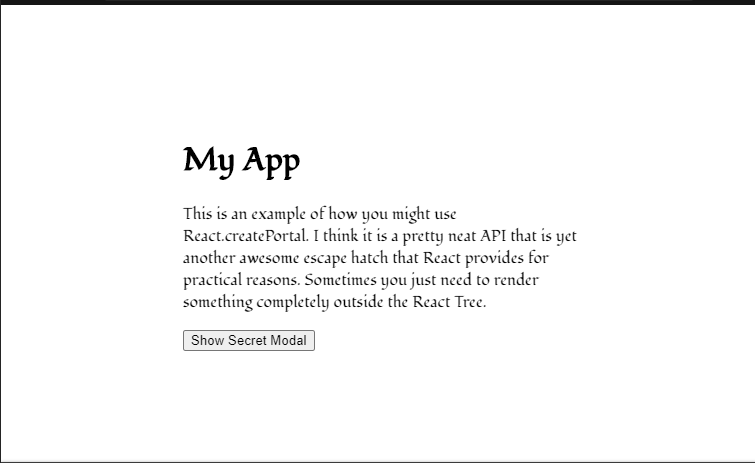 My App
This is an example of how you might use
React.createPortal. I think it is a pretty neat API that is yet
another awesome escape hatch that React provides for
practical reasons. Sometimes you just need to render
something completely outside the React Tree.
Show Secret Modal